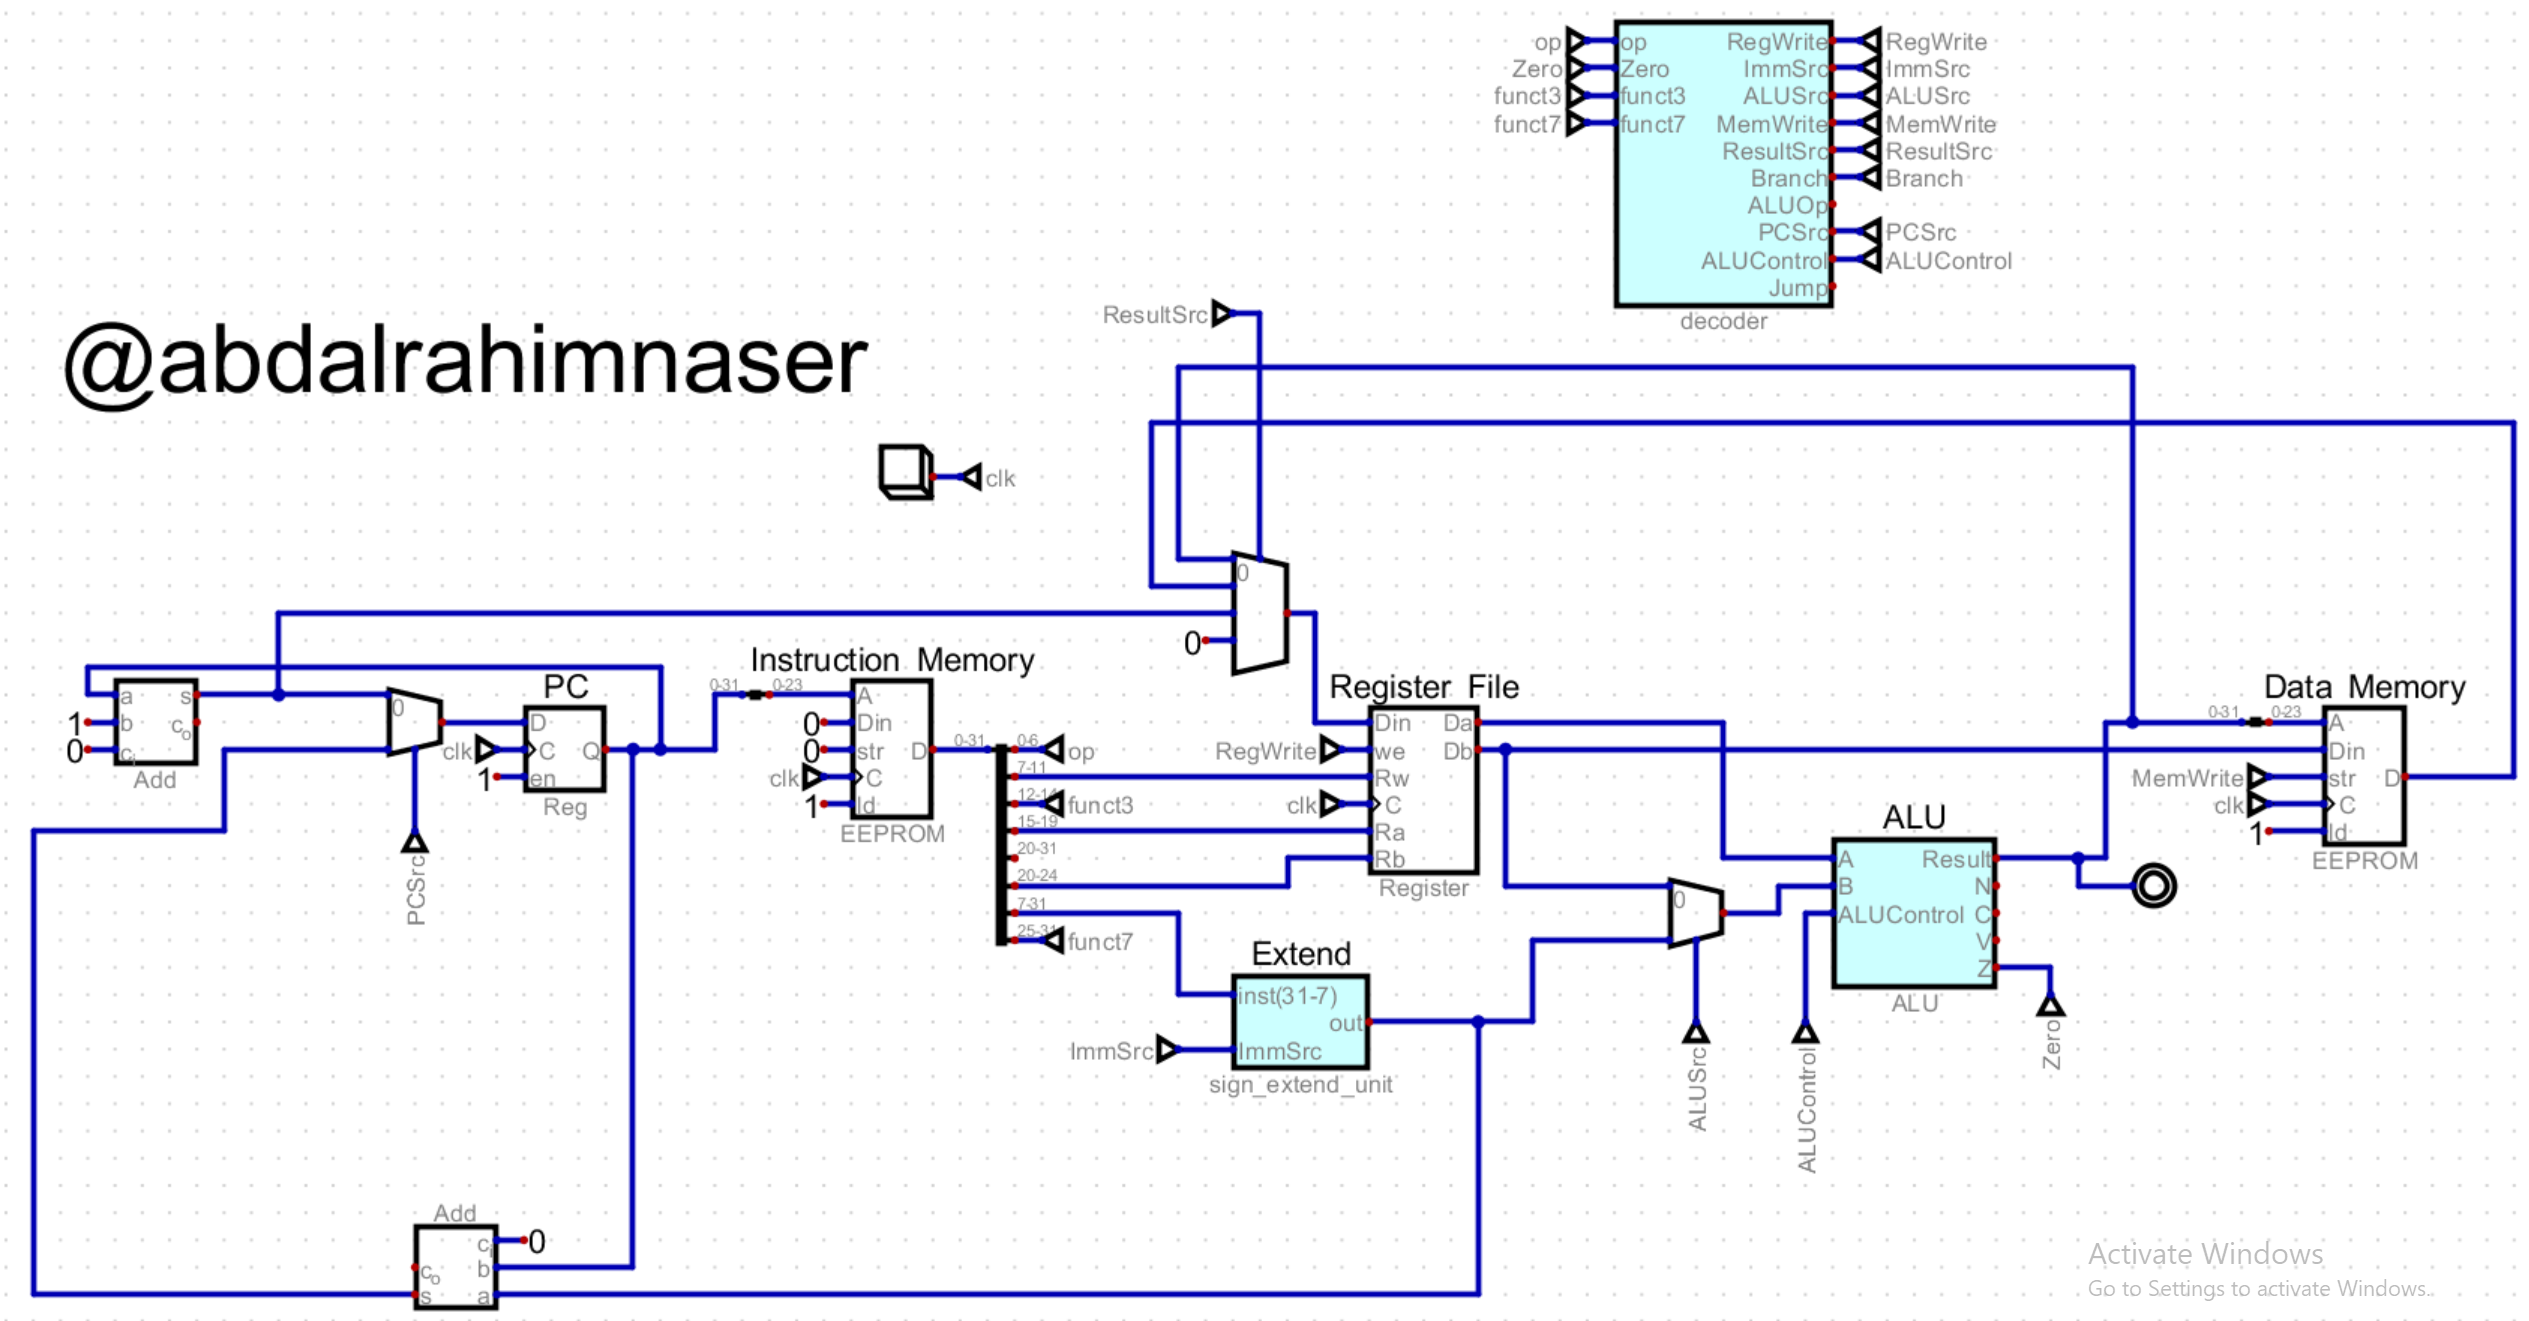 op op RegWrite RegWrite
Zero Zero ImmSrc ImmSrc
funct3 funct3 ALUSrc ALUSrc
funct7 funct7 MemWrite MemWrite
ResultSrc ResultSrc
Branch Branch
ALUOp
PCSrc PCSrc
ALUControl ALUControl
Jump
decoder
ResultSrc
@abdalrahimnaser
clk
0
0
a s
1 b co
0 ci
Add
0
PCSrc
PC
D
clk C Q
1 en
Reg
Instruction Memory
0-31 0-23 A
0 Din
0 str D
clk C
1 ld
EEPROM
0-31
0-6 op
7-11
12-14 funct3
15-19
20-31
20-24
7-31
25-31 funct7
Register File
Din Da
RegWrite we Db
Rw
clk C
Ra
Rb
Register
Extend
inst(31-7)
out
ImmSrc ImmSrc
sign_extend_unit
0
ALUSrc
ALU
A Result
B N
ALUControl C
V
Z
ALU
ALUControl
Zero
Data Memory
0-31 0-23 A
Din
MemWrite str D
clk C
1 ld
EEPROM
Add
ci 0
co b
s a
Activate Windows
Go to Settings to activate Windows.